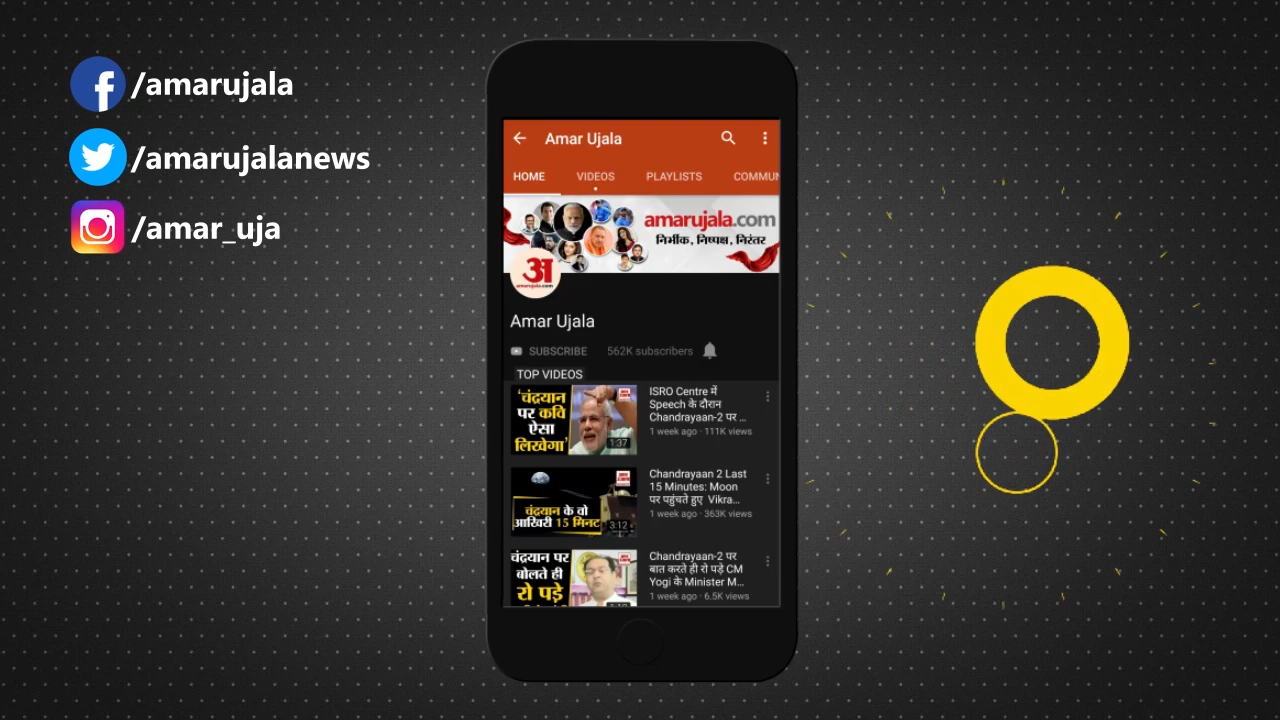 /amarujala
/amarujalanews
/amar_uja
Amar Ujala
HOME VIDEOS PLAYLISTS COMMUN
amarujala.com
निर्भीक, निष्पक्ष, निरंतर
अ
amarujala.com
Amar Ujala
SUBSCRIBE 562K subscribers
TOP VIDEOS
'चंद्रयान
पर कवि
ऐसा
लिखेगा'
1:37
ISRO Centre में
Speech के दौरान
Chandrayaan-2 पर ...
1 week ago · 111K views
चंद्रयान के वो
आखिरी 15 मिनट
3:12
Chandrayaan 2 Last
15 Minutes: Moon
पर पहुंचते हुए Vikra...
1 week ago · 363K views
चंद्रयान पर
बोलते ही
रो पड़े
Chandrayaan-2 पर
बात करते ही रो पड़े CM
Yogi के Minister M...
1 week ago · 6.5K views